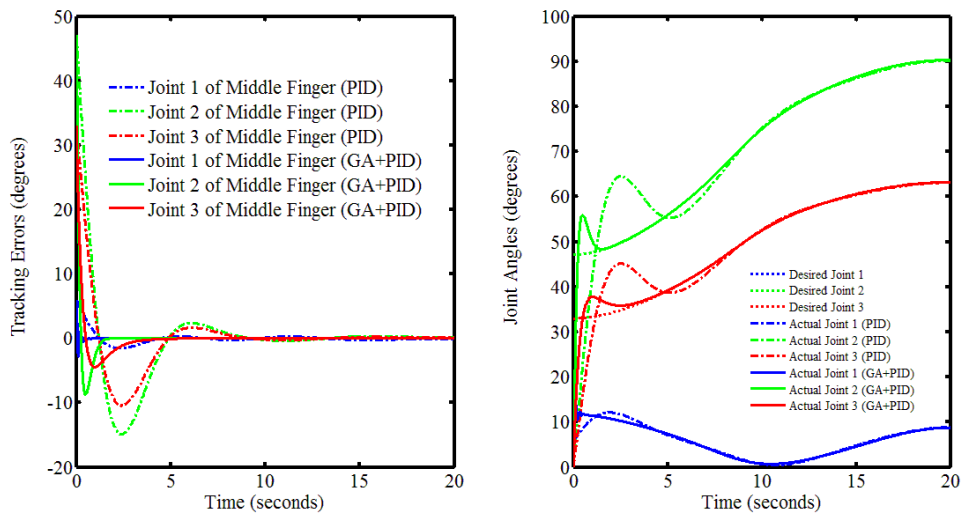 50
40
30
20
10
0
-10
-20
Tracking Errors (degrees)
Joint 1 of Middle Finger (PID)
Joint 2 of Middle Finger (PID)
Joint 3 of Middle Finger (PID)
Joint 1 of Middle Finger (GA+PID)
Joint 2 of Middle Finger (GA+PID)
Joint 3 of Middle Finger (GA+PID)
0 5 10 15 20
Time (seconds)
100
90
80
70
60
50
40
30
20
10
0
Joint Angles (degrees)
Desired Joint 1
Desired Joint 2
Desired Joint 3
Actual Joint 1 (PID)
Actual Joint 2 (PID)
Actual Joint 3 (PID)
Actual Joint 1 (GA+PID)
Actual Joint 2 (GA+PID)
Actual Joint 3 (GA+PID)
0 5 10 15 20
Time (seconds)